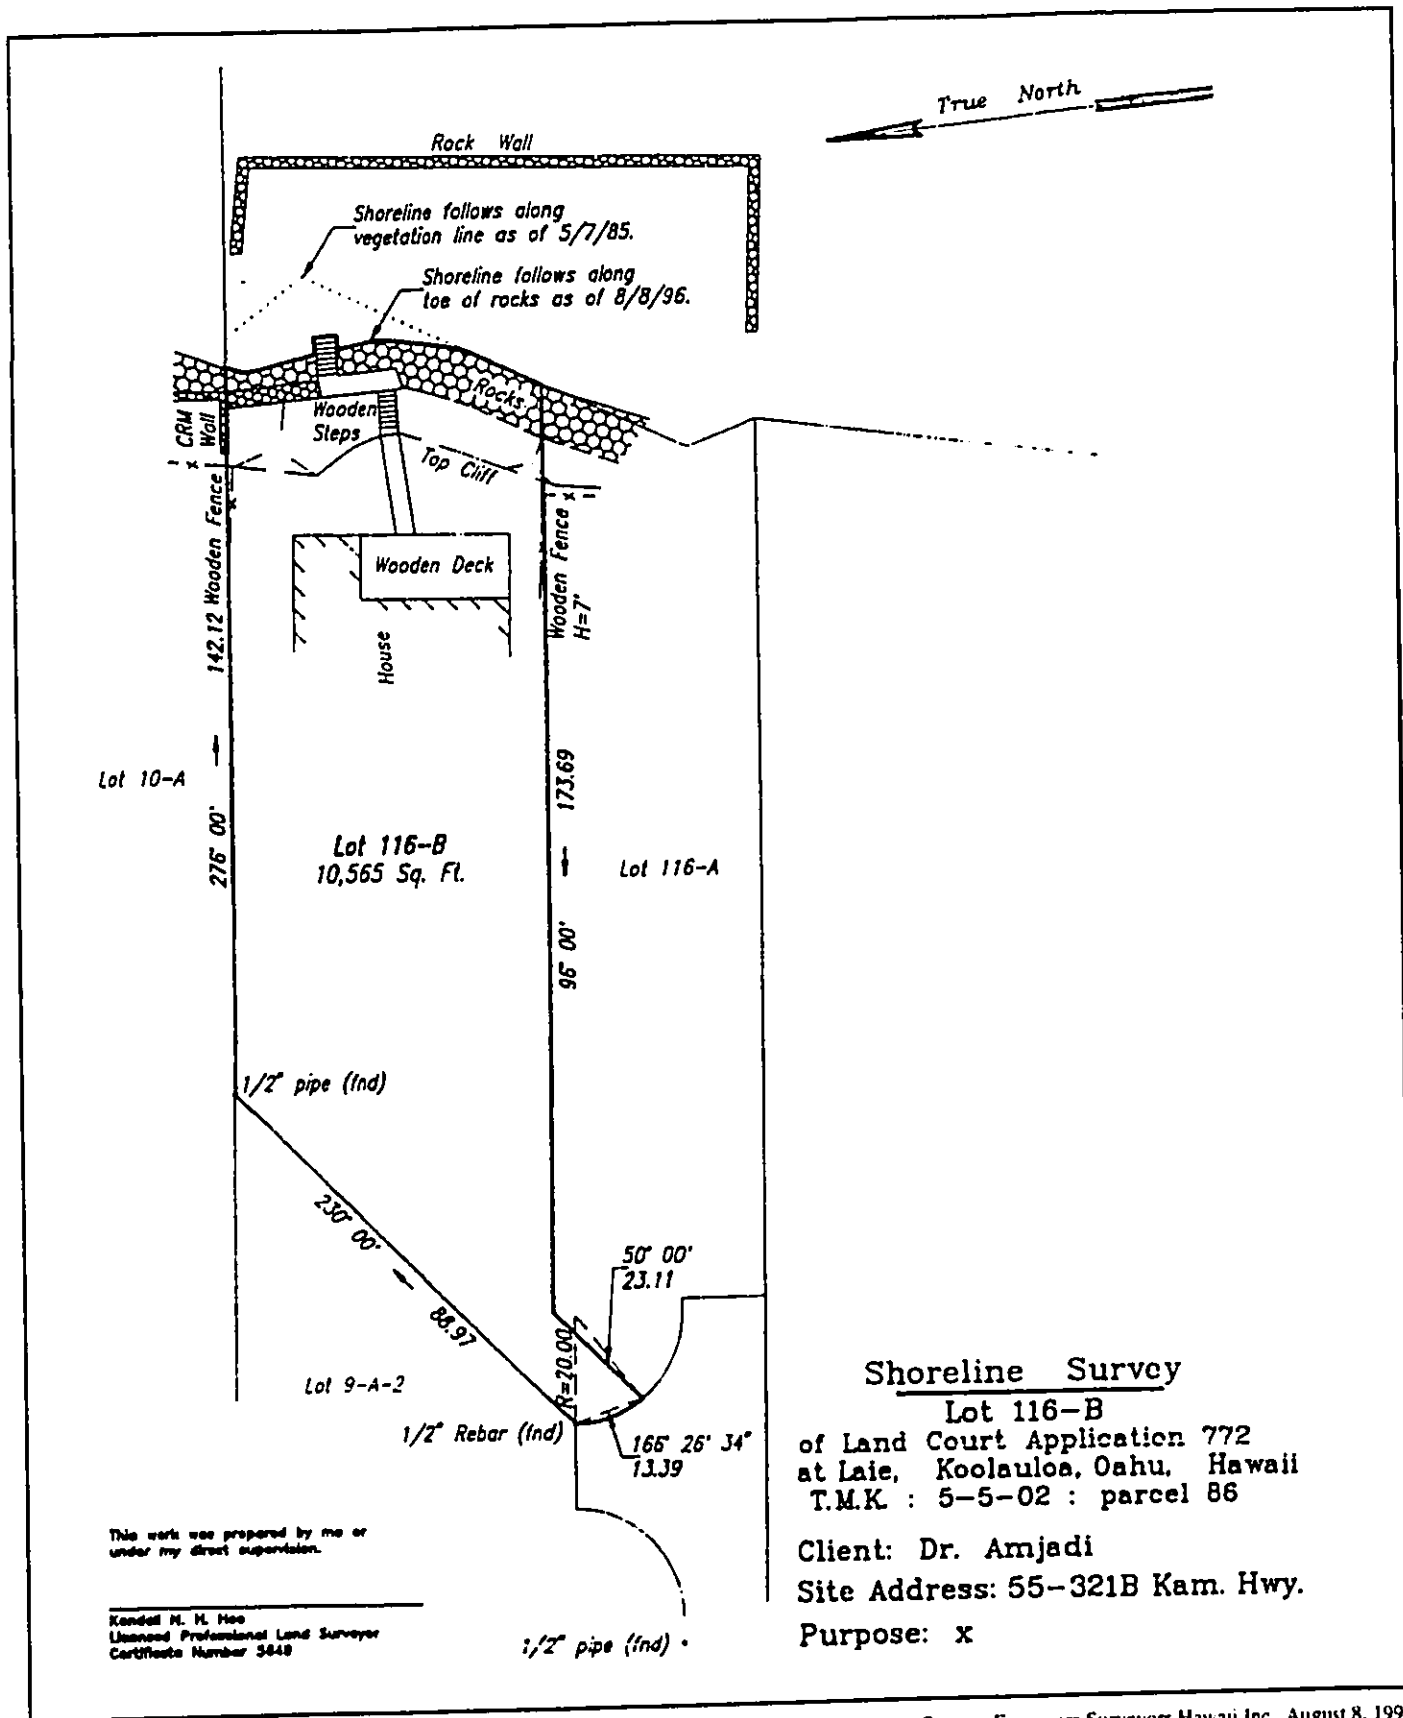 True North
Rock Wall
Shoreline follows along
vegetation line as of 5/7/85.
Shoreline follows along
toe of rocks as of 8/8/96.
Rocks
Wooden
Steps
CRM
Wall
Top Cliff
142.12 Wooden Fence
Wooden Deck
Wooden Fence
H=7'
House
276° 00'
173.69
96° 00'
Lot 10-A
Lot 116-B
10,565 Sq. Ft.
Lot 116-A
1/2" pipe (fnd)
230° 00'
88.97
50° 00'
23.11
R=20.00
Lot 9-A-2
1/2" Rebar (fnd)
166° 26' 34"
13.39
1/2" pipe (fnd)
Shoreline Survey
Lot 116-B
of Land Court Application 772
at Laie, Koolauloa, Oahu, Hawaii
T.M.K. : 5-5-02 : parcel 86
Client: Dr. Amjadi
Site Address: 55-321B Kam. Hwy.
Purpose: x
This work was prepared by me or
under my direct supervision.
Kendall N. H. Hee
Licensed Professional Land Surveyor
Certificate Number 5648
Surveyors Hawaii Inc., August 8, 199